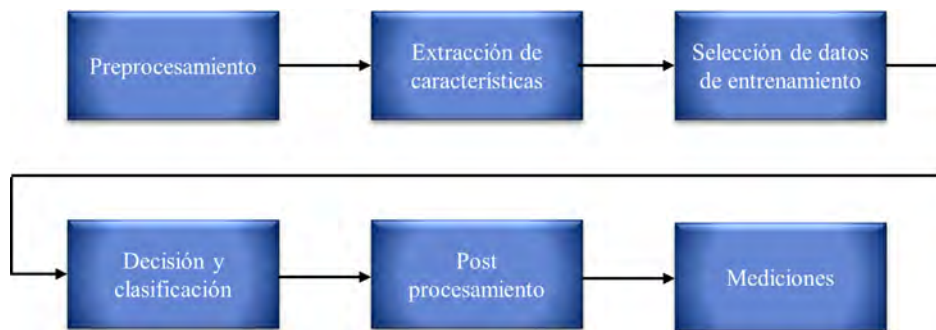 Preprocesamiento
Extracción de
características
Selección de datos
de entrenamiento
Decisión y
clasificación
Post
procesamiento
Mediciones